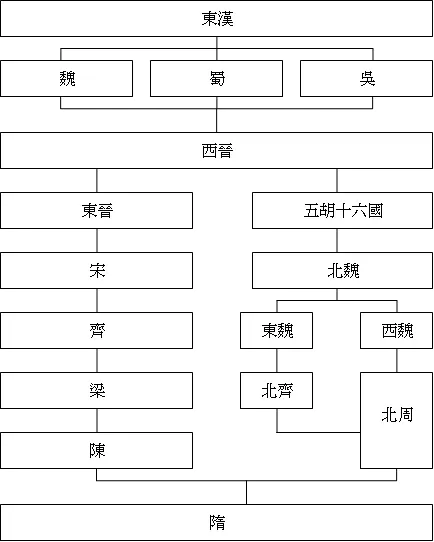 東漢
魏 蜀 吳
西晉
東晉 五胡十六國
宋 北魏
齊 東魏 西魏
梁 北齊
北周
陳
隋